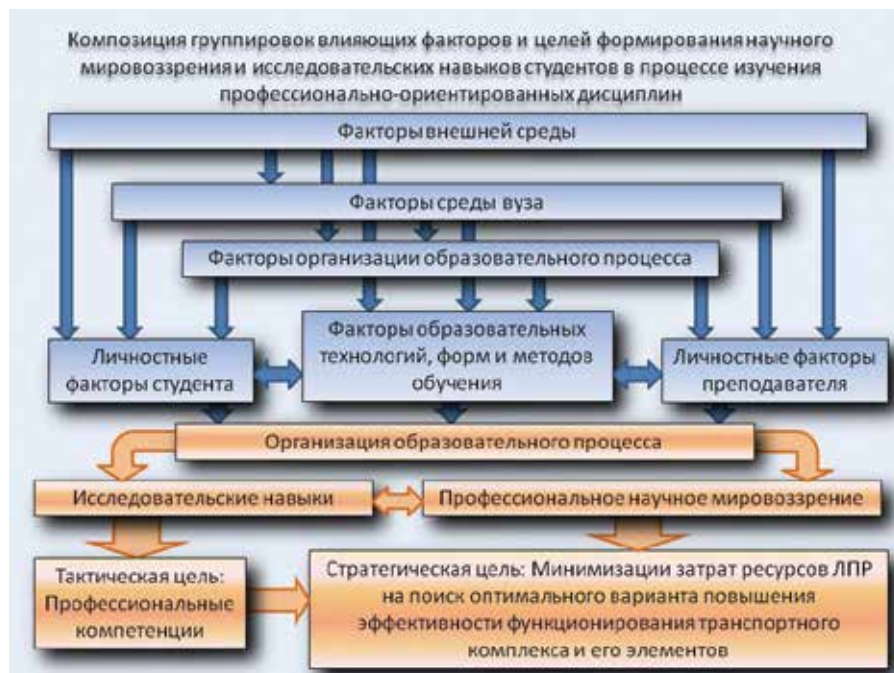 Композиция группировок влияющих факторов и целей формирования научного
мировоззрения и исследовательских навыков студентов в процессе изучения
профессионально-ориентированных дисциплин
Факторы внешней среды
Факторы среды вуза
Факторы организации образовательного процесса
Личностные
факторы студента
Факторы образовательных
технологий, форм и методов
обучения
Личностные факторы
преподавателя
Организация образовательного процесса
Исследовательские навыки
Профессиональное научное мировоззрение
Тактическая цель:
Профессиональные
компетенции
Стратегическая цель: Минимизации затрат ресурсов ЛПР
на поиск оптимального варианта повышения
эффективности функционирования транспортного
комплекса и его элементов